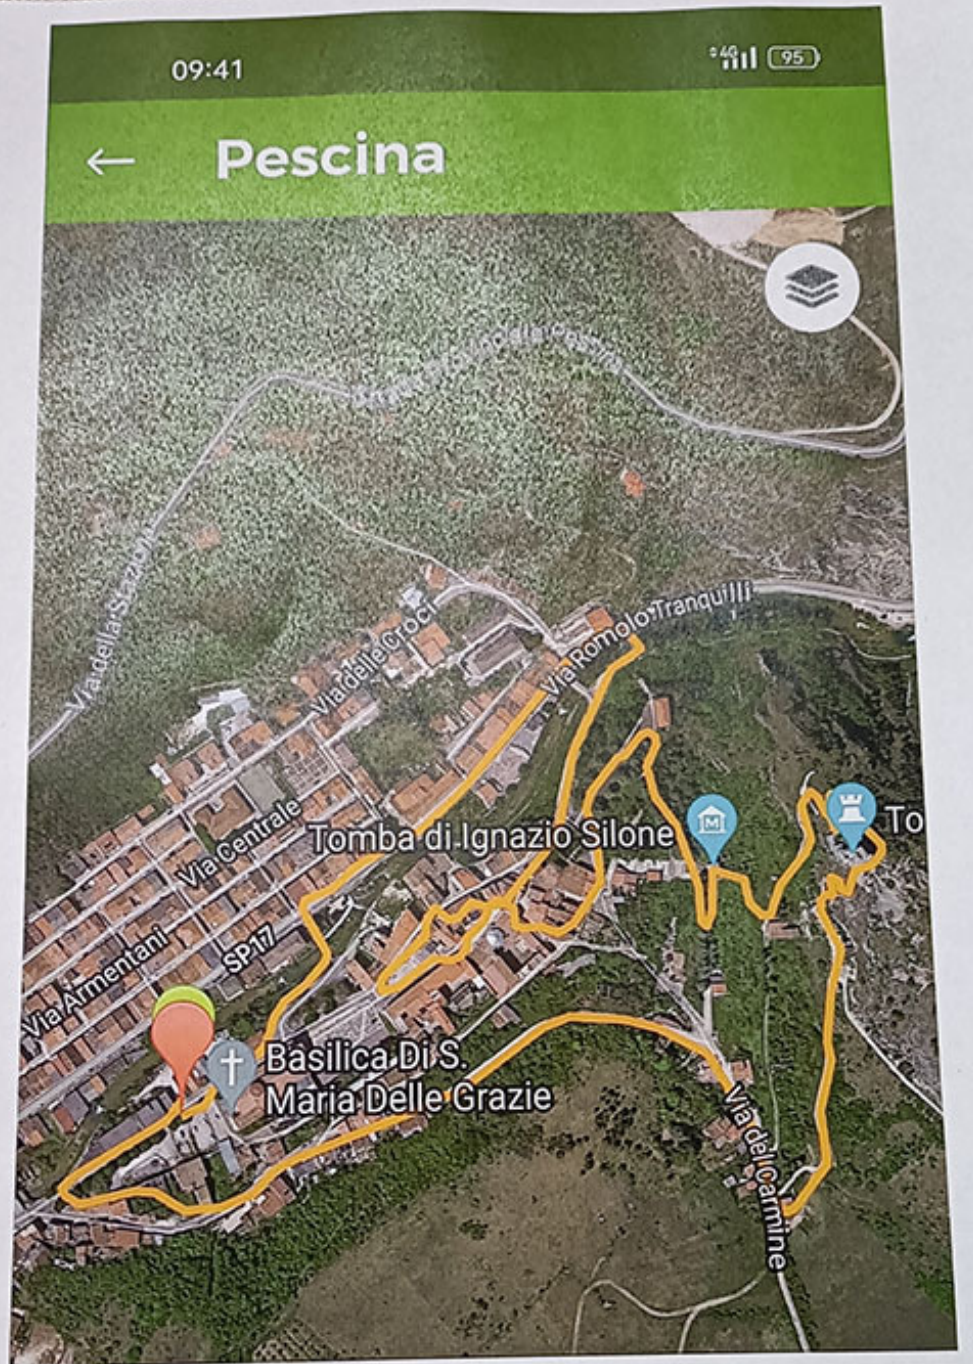 09:41
4G
95
Pescina
Via della Stazione
Via Romolo Tranquilli
Via delle Croci
Via Centrale
Tomba di Ignazio Silone
To
SP17
Via Armentani
Basilica Di S.
Maria Delle Grazie
Via del Carmine